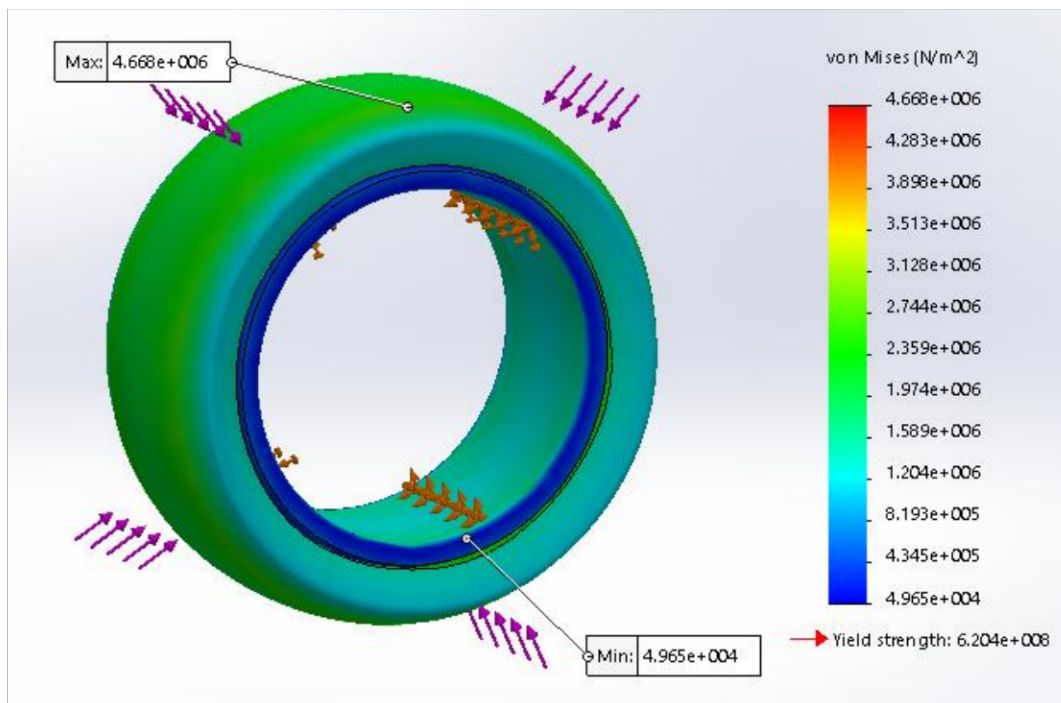 Max: 4.668e+006
von Mises (N/m^2)
4.668e+006
4.283e+006
3.898e+006
3.513e+006
3.128e+006
2.744e+006
2.359e+006
1.974e+006
1.589e+006
1.204e+006
8.193e+005
4.345e+005
4.965e+004
Yield strength: 6.204e+008
Min: 4.965e+004